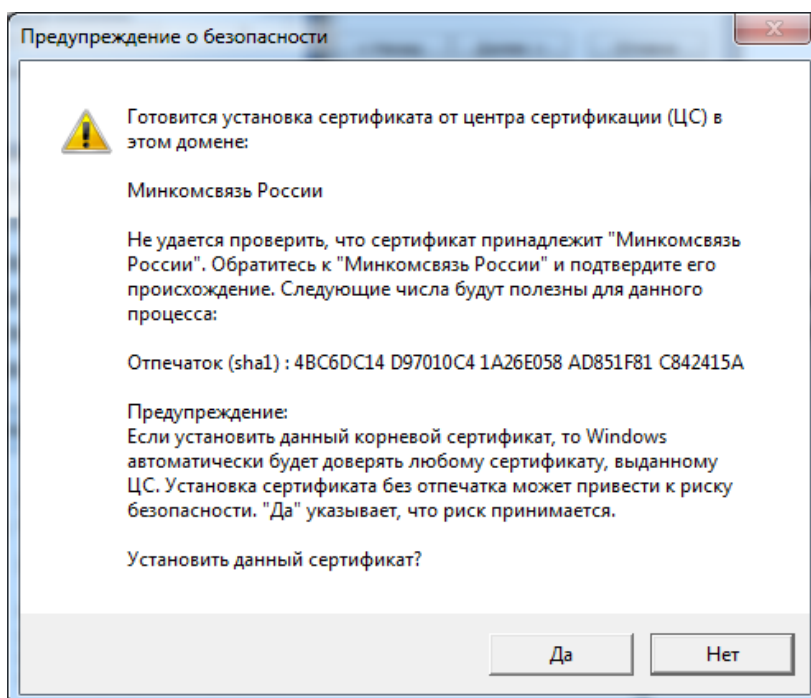 Предупреждение о безопасности
Готовится установка сертификата от центра сертификации (ЦС) в
этом домене:
Минкомсвязь России
Не удается проверить, что сертификат принадлежит "Минкомсвязь
России". Обратитесь к "Минкомсвязь России" и подтвердите его
происхождение. Следующие числа будут полезны для данного
процесса:
Отпечаток (sha1) : 4BC6DC14 D97010C4 1A26E058 AD851F81 C842415A
Предупреждение:
Если установить данный корневой сертификат, то Windows
автоматически будет доверять любому сертификату, выданному
ЦС. Установка сертификата без отпечатка может привести к риску
безопасности. "Да" указывает, что риск принимается.
Установить данный сертификат?
Да
Нет